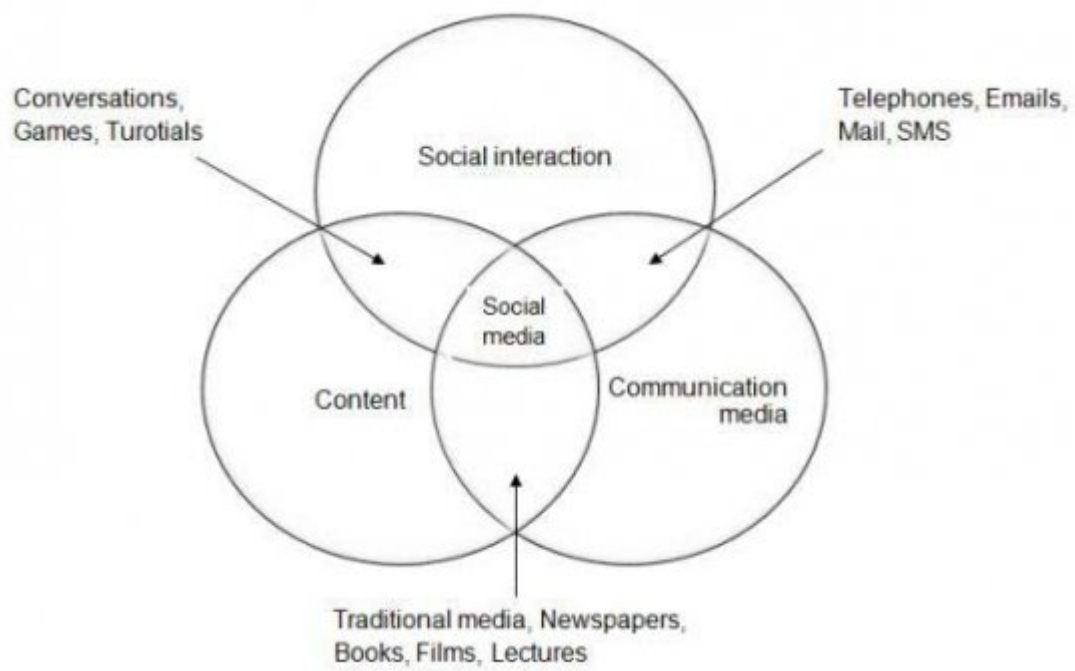 Conversations,
Games, Turotials
Telephones, Emails,
Mail, SMS
Social interaction
Social
media
Content
Communication
media
Traditional media, Newspapers,
Books, Films, Lectures